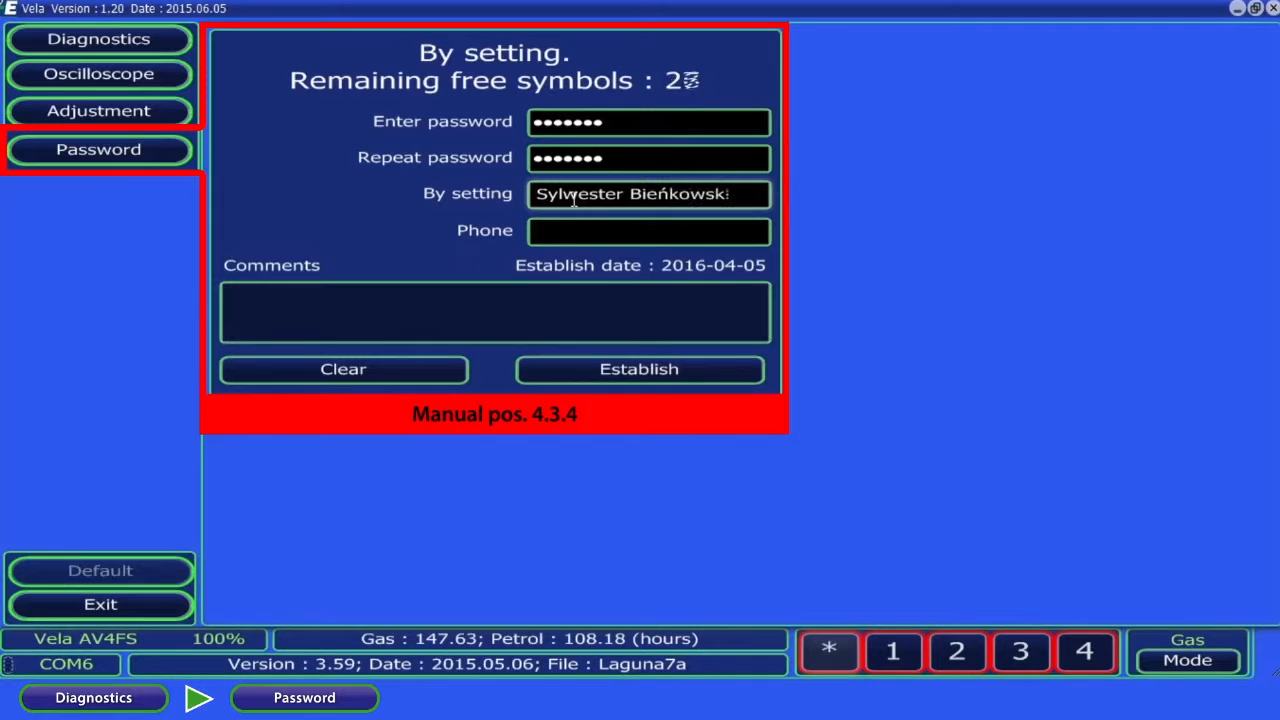 Vela Version : 1.20 Date : 2015.06.05
Diagnostics
Oscilloscope
Adjustment
Password
By setting.
Remaining free symbols :
Enter password •••••••
Repeat password •••••••
By setting Sylwester
Phone
Comments Establish date : 2016-04-05
Clear Establish
Manual pos. 4.3.4
Default
Exit
Vela AV4FS 100% Gas : 147.63; Petrol : 108.18 (hours)
COM6 Version : 3.59; Date : 2015.05.06; File : Laguna7a
* 1 2 3 4
Gas
Mode
Diagnostics Password